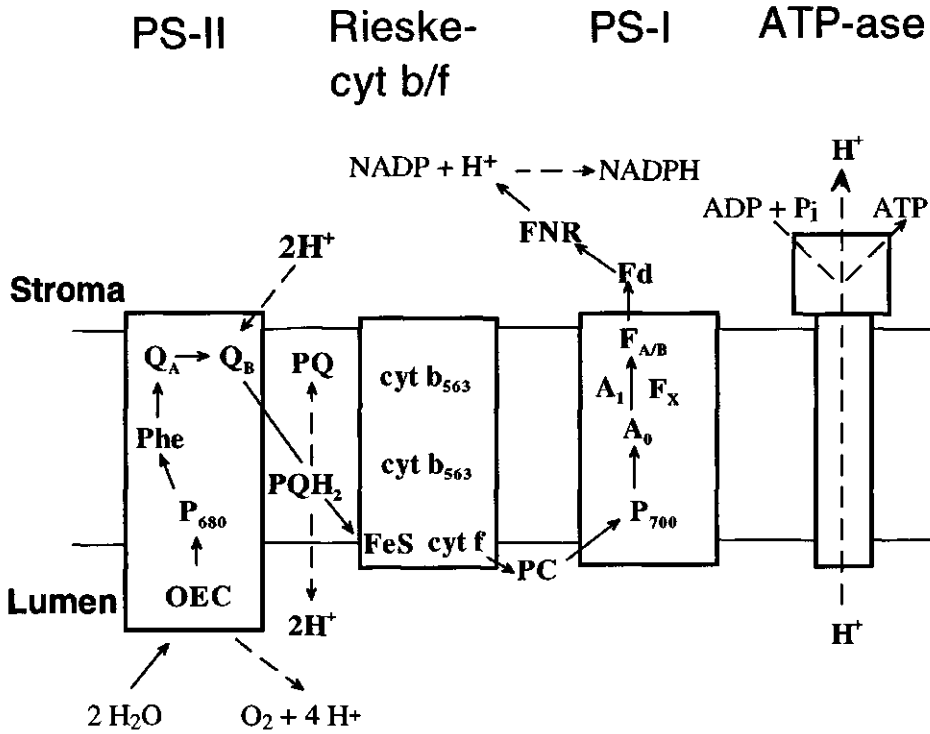 PS-II
Rieske-
cyt b/f
PS-I
ATP-ase
H⁺
NADP + H⁺
NADPH
ADP + Pi
ATP
FNR
2H⁺
Fd
Stroma
Q_A
Q_B
PQ
cyt b₅₆₃
F_A/B
A₁
F_X
Phe
A₀
cyt b₅₆₃
PQH₂
P₆₈₀
P₇₀₀
FeS
cyt f
PC
Lumen
OEC
2H⁺
H⁺
2 H₂O
O₂ + 4 H+